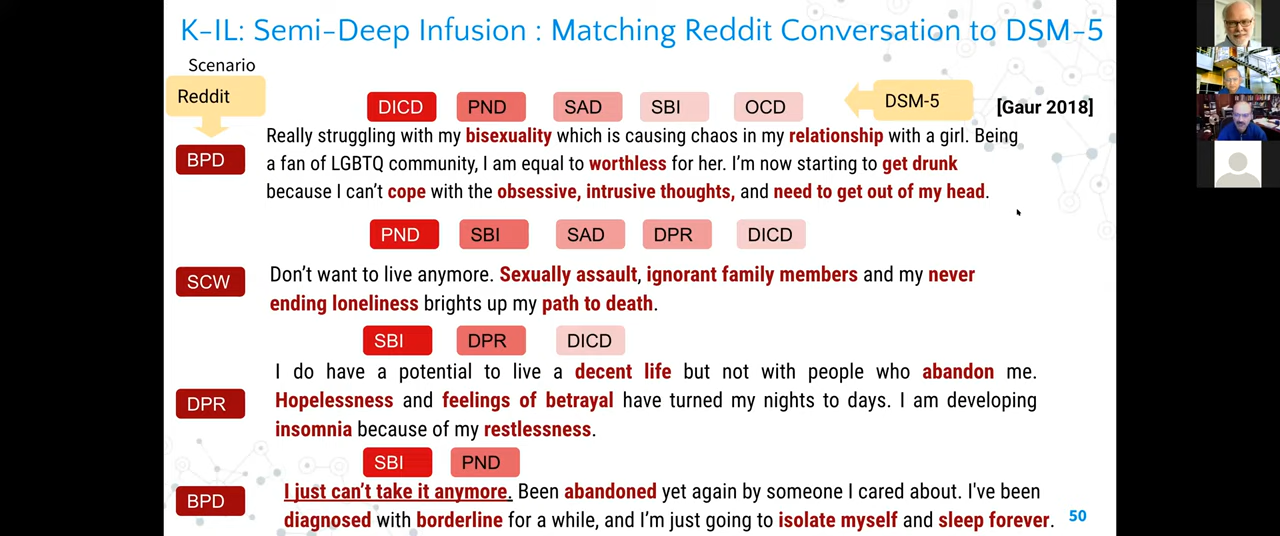 K-IL: Semi-Deep Infusion : Matching Reddit Conversation to DSM-5
Scenario
Reddit
DICD PND SAD SBI OCD
DSM-5
[Gaur 2018]
BPD
Really struggling with my bisexuality which is causing chaos in my relationship with a girl. Being
a fan of LGBTQ community, I am equal to worthless for her. I'm now starting to get drunk
because I can't cope with the obsessive, intrusive thoughts, and need to get out of my head.
PND SBI SAD DPR DICD
SCW
Don't want to live anymore. Sexually assault, ignorant family members and my never
ending loneliness brights up my path to death.
SBI DPR DICD
DPR
I do have a potential to live a decent life but not with people who abandon me.
Hopelessness and feelings of betrayal have turned my nights to days. I am developing
insomnia because of my restlessness.
SBI PND
BPD
I just can't take it anymore. Been abandoned yet again by someone I cared about. I've been
diagnosed with borderline for a while, and I'm just going to isolate myself and sleep forever.
50